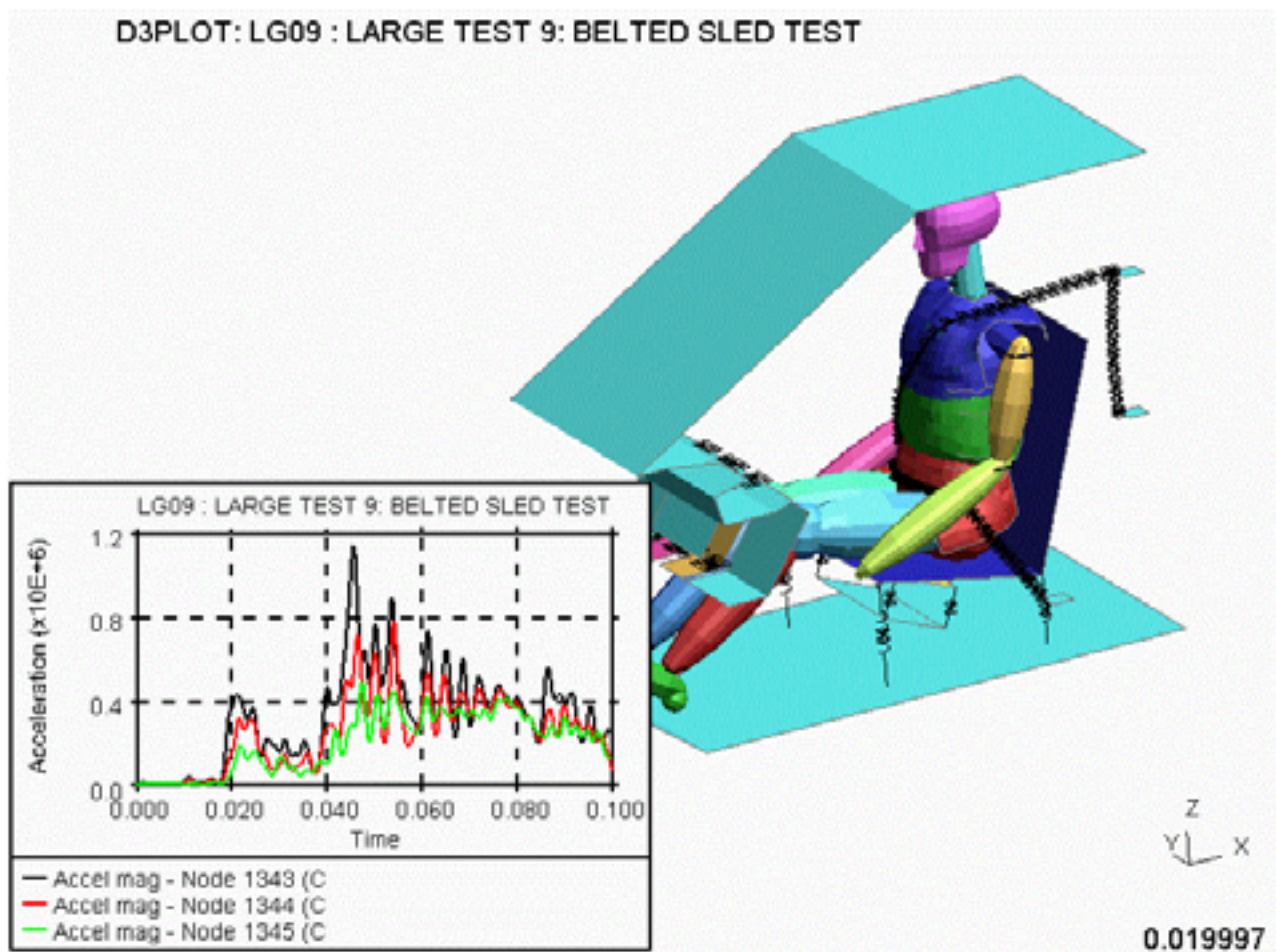 D3PLOT: LG09 : LARGE TEST 9: BELTED SLED TEST
LG09 : LARGE TEST 9: BELTED SLED TEST
Acceleration (x10E+6)
1.2
0.8
0.4
0.0
0.000 0.020 0.040 0.060 0.080 0.100
Time
Accel mag - Node 1343 (C
Accel mag - Node 1344 (C
Accel mag - Node 1345 (C
Z
Y X
0.019997